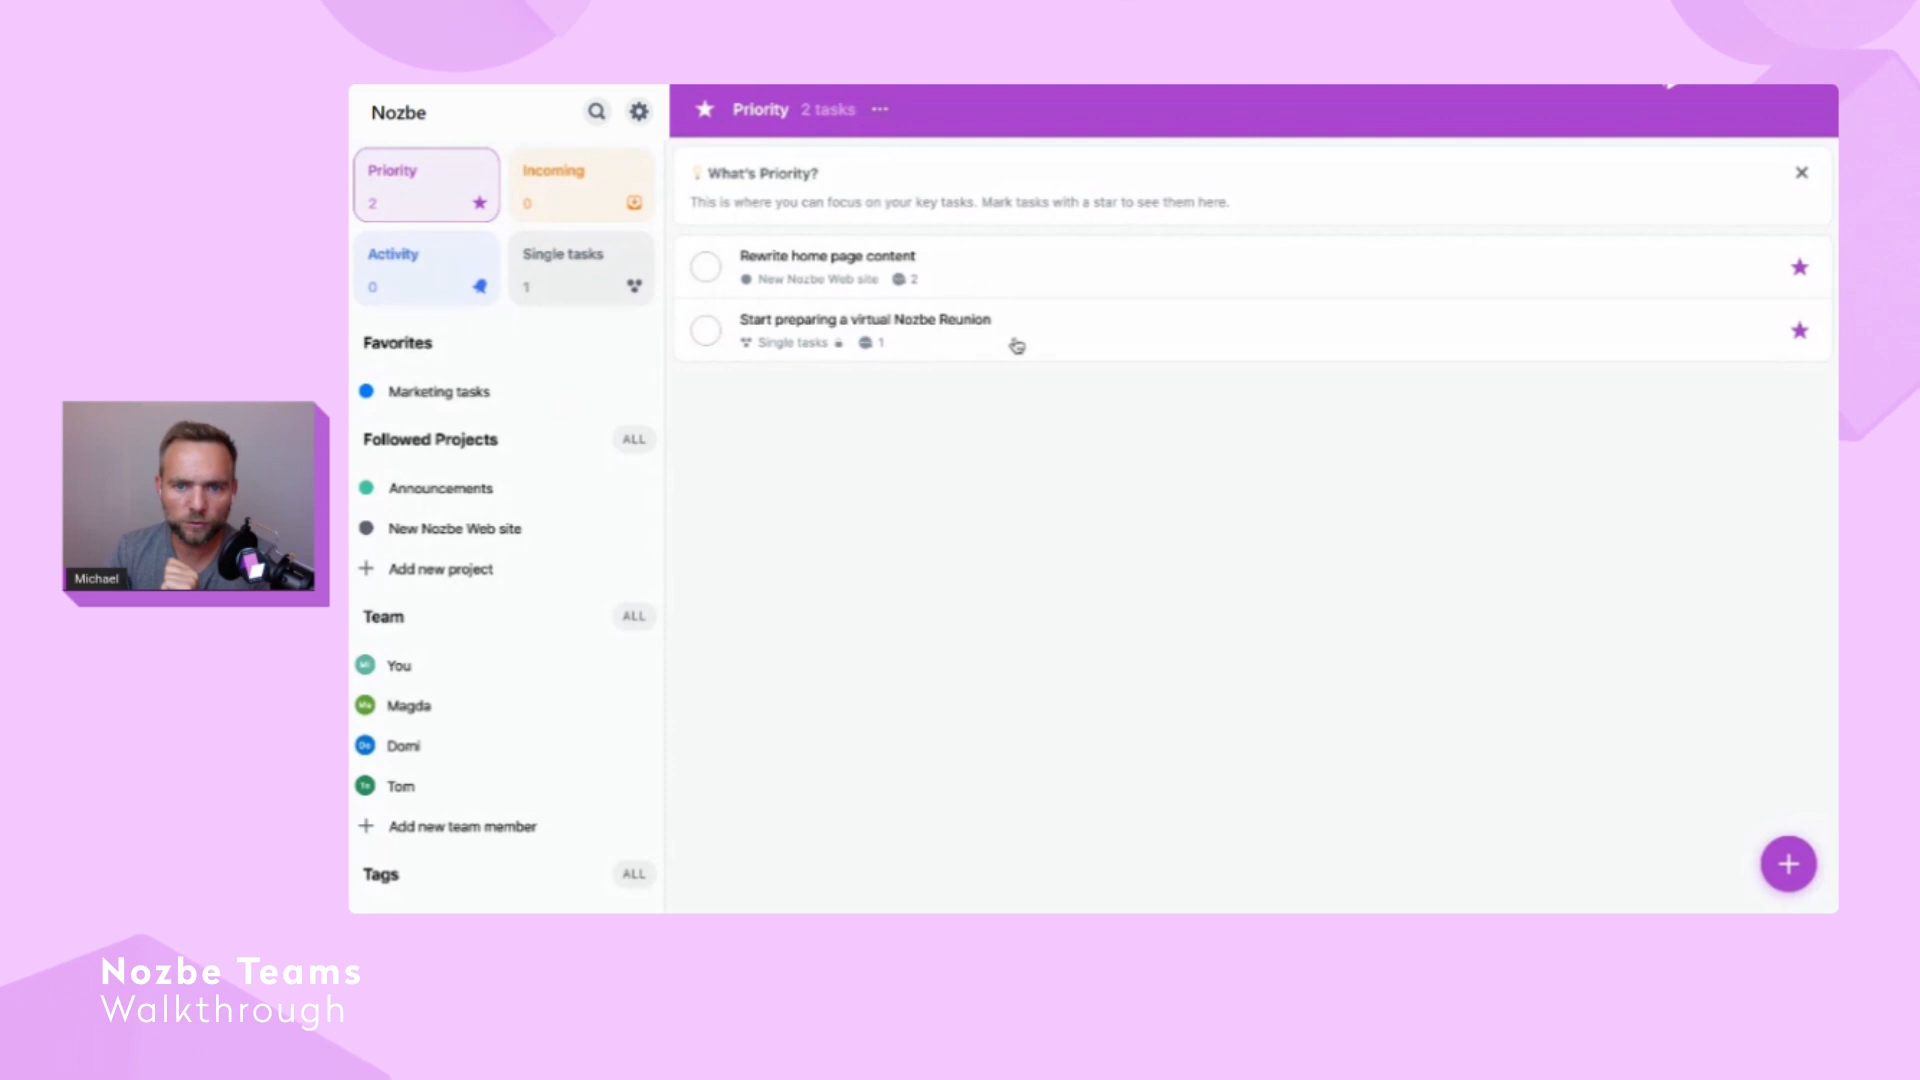 Nozbe
Priority
2
Incoming
0
Activity
0
Single tasks
1
Favorites
Marketing tasks
Followed Projects
ALL
Announcements
New Nozbe Web site
Add new project
Team
ALL
You
Magda
Domi
Tom
Add new team member
Tags
ALL
Priority 2 tasks ···
What's Priority?
This is where you can focus on your key tasks. Mark tasks with a star to see them here.
Rewrite home page content
New Nozbe Web site 2
Start preparing a virtual Nozbe Reunion
Single tasks 1
Michael
Nozbe Teams
Walkthrough